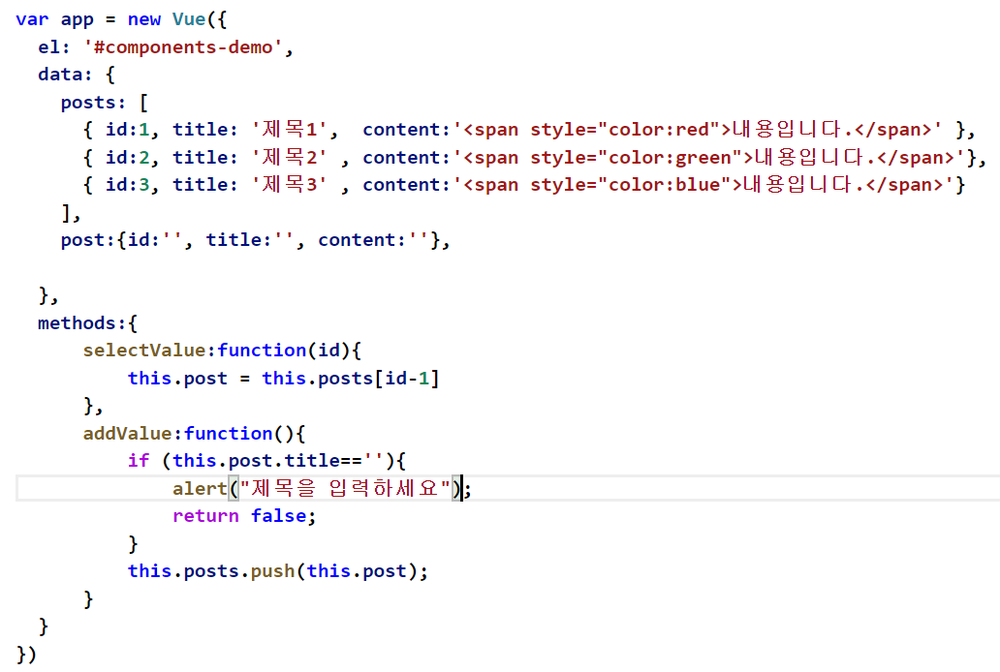 var app = new Vue({
  el: '#components-demo',
  data: {
    posts: [
      { id:1, title: '제목1',  content:'<span style="color:red">내용입니다.</span>' },
      { id:2, title: '제목2' , content:'<span style="color:green">내용입니다.</span>'},
      { id:3, title: '제목3' , content:'<span style="color:blue">내용입니다.</span>'}
    ],
    post:{id:'', title:'', content:''},

  },
  methods:{
      selectValue:function(id){
          this.post = this.posts[id-1]
      },
      addValue:function(){
          if (this.post.title==''){
              alert("제목을 입력하세요");
              return false;
          }
          this.posts.push(this.post);
      }
  }
})